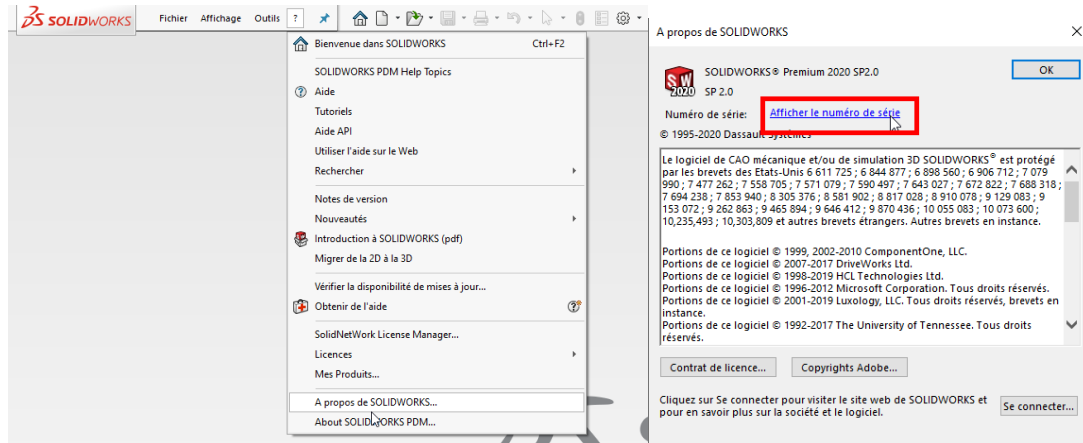 SOLIDWORKS Fichier Affichage Outils ?
Bienvenue dans SOLIDWORKS Ctrl+F2
SOLIDWORKS PDM Help Topics
Aide
Tutoriels
Aide API
Utiliser l'aide sur le Web
Rechercher
Notes de version
Nouveautés
Introduction à SOLIDWORKS (pdf)
Migrer de la 2D à la 3D
Vérifier la disponibilité de mises à jour...
Obtenir de l'aide
SolidNetWork License Manager...
Licences
Mes Produits...
A propos de SOLIDWORKS...
About SOLIDWORKS PDM...
A propos de SOLIDWORKS
SW 2020
SOLIDWORKS® Premium 2020 SP2.0
OK
SP 2.0
Numéro de série: Afficher le numéro de série
© 1995-2020 Dassault Systèmes
Le logiciel de CAO mécanique et/ou de simulation 3D SOLIDWORKS® est protégé
par les brevets des Etats-Unis 6 611 725 ; 6 844 877 ; 6 898 560 ; 6 906 712 ; 7 079
990 ; 7 477 262 ; 7 558 705 ; 7 571 079 ; 7 590 497 ; 7 643 027 ; 7 672 822 ; 7 688 318 ;
7 694 238 ; 7 853 940 ; 8 305 376 ; 8 581 902 ; 8 817 028 ; 8 910 078 ; 9 129 083 ; 9
153 072 ; 9 262 863 ; 9 465 894 ; 9 646 412 ; 9 870 436 ; 10 055 083 ; 10 073 600 ;
10,235,493 ; 10,303,809 et autres brevets étrangers. Autres brevets en instance.
Portions de ce logiciel © 1999, 2002-2010 ComponentOne, LLC.
Portions de ce logiciel © 2007-2017 DriveWorks Ltd.
Portions de ce logiciel © 1998-2019 HCL Technologies Ltd.
Portions de ce logiciel © 1996-2012 Microsoft Corporation. Tous droits réservés.
Portions de ce logiciel © 2001-2019 Luxology, LLC. Tous droits réservés, brevets en
instance.
Portions de ce logiciel © 1992-2017 The University of Tennessee. Tous droits
réservés.
Contrat de licence... Copyrights Adobe...
Cliquez sur Se connecter pour visiter le site web de SOLIDWORKS et
pour en savoir plus sur la société et le logiciel.
Se connecter...